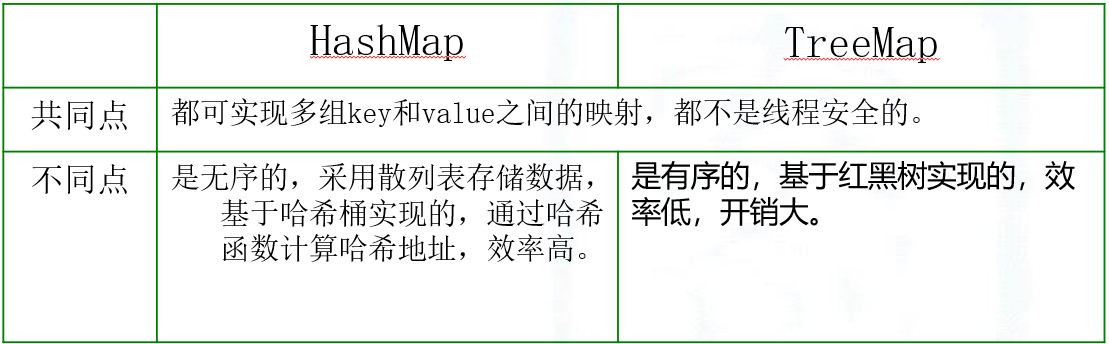 HashMap
TreeMap
共同点
都可实现多组key和value之间的映射，都不是线程安全的。
不同点
是无序的，采用散列表存储数据，
基于哈希桶实现的，通过哈希
函数计算哈希地址，效率高。
是有序的，基于红黑树实现的，效
率低，开销大。